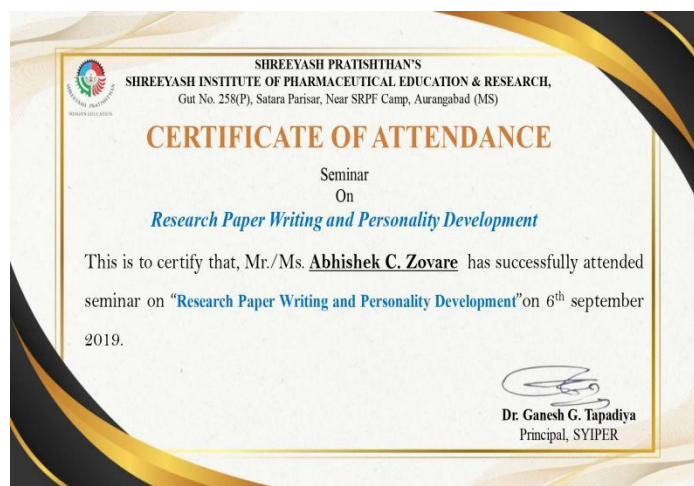 SHREEYASH PRATISHTHAN'S
SHREEYASH INSTITUTE OF PHARMACEUTICAL EDUCATION & RESEARCH,
Gut No. 258(P), Satara Parisar, Near SRPF Camp, Aurangabad (MS)
SHREEYASH PRATISHTHAN
CERTIFICATE OF ATTENDANCE
Seminar
On
Research Paper Writing and Personality Development
This is to certify that, Mr./Ms. Abhishek C. Zovare has successfully attended
seminar on “Research Paper Writing and Personality Development”on 6th september
2019.
Dr. Ganesh G. Tapadiya
Principal, SYIPER